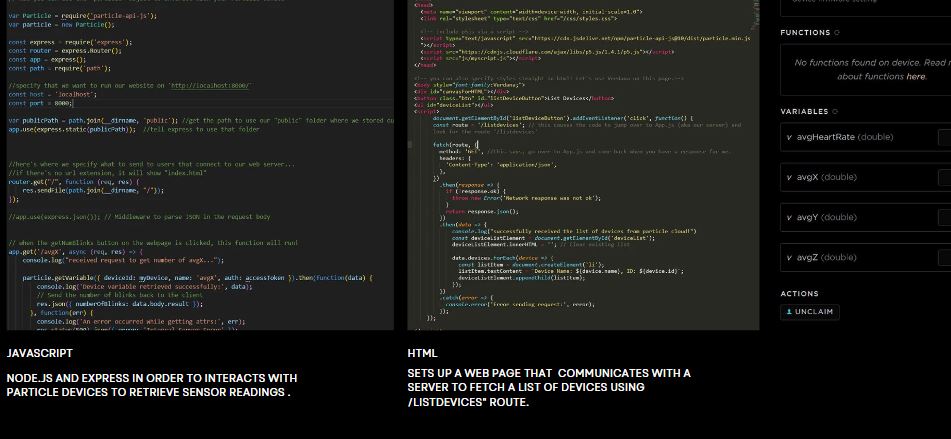 var Particle = require('particle-api-js');
var particle = new Particle();
const express = require('express');
const router = express.Router();
const app = express();
const path = require('path');
//specify that we want to run our website on 'http://localhost:8000/'
const host = 'localhost';
const port = 8000;
var publicPath = path.join(__dirname, 'public'); //get the path to use our "public" folder where we stored ou
app.use(express.static(publicPath)); //tell express to use that folder
//here's where we specify what to send to users that connect to our web server...
//if there's no url extension, it will show "index.html"
router.get("/", function (req, res) {
res.sendFile(path.join(__dirname, "/"));
});
//app.use(express.json()); // Middleware to parse JSON in the request body
// when the getNumBlinks button on the webpage is clicked, this function will run!
app.get('/avgX', async (req, res) => {
console.log("received request to get number of avgX...");
particle.getVariable({ deviceId: myDevice, name: 'avgX', auth: accessToken }).then(function(data) {
console.log('Device variable retrieved successfully:', data);
// Send the number of blinks back to the client
res.json({ numberOfBlinks: data.body.result });
}, function(err) {
console.log('An error occurred while getting attrs:', err);
<head>
<meta name="viewport" content="width=device-width, initial-scale=1.0">
<link rel="stylesheet" type="text/css" href="/css/styles.css">
<!-- include p5js via a script -->
<script type="text/javascript" src="https://cdn.jsdelivr.net/npm/particle-api-js@10/dist/particle.min.js
"></script>
<script src="https://cdnjs.cloudflare.com/ajax/libs/p5.js/1.4.1/p5.js"></script>
<script src="js/myscript.js"></script>
</head>
<!-- you can also specify styles straight in html! Let's use Verdana on this page.-->
<body style="font-family:Verdana;">
<div id="canvasForHTML"></div>
<button class="btn" id="listDeviceButton">List Devices</button>
<ul id="deviceList"></ul>
<script>
document.getElementById('listDeviceButton').addEventListener('click', function() {
const route = '/listdevices'; // this causes the code to jump over to App.js (aka our server) and
look for the route '/listdevices'
fetch(route, {
method: 'GET', //this says, go over to App.js and come back when you have a response for me.
headers: {
'Content-Type': 'application/json',
},
})
.then(response => {
if (!response.ok) {
throw new Error('Network response was not ok');
}
return response.json();
})
.then(data => {
console.log("successfully received the list of devices from particle cloud!")
const deviceListElement = document.getElementById('deviceList');
deviceListElement.innerHTML = ''; // Clear existing list
data.devices.forEach(device => {
const listItem = document.createElement('li');
listItem.textContent = `Device Name: ${device.name}, ID: ${device.id}`;
deviceListElement.appendChild(listItem);
});
})
.catch(error => {
console.error('Error sending request:', error);
});
});
FUNCTIONS
No functions found on device. Read m
about functions here.
VARIABLES
v avgHeartRate (double)
v avgX (double)
v avgY (double)
v avgZ (double)
ACTIONS
UNCLAIM
JAVASCRIPT
NODE.JS AND EXPRESS IN ORDER TO INTERACTS WITH
PARTICLE DEVICES TO RETRIEVE SENSOR READINGS .
HTML
SETS UP A WEB PAGE THAT COMMUNICATES WITH A
SERVER TO FETCH A LIST OF DEVICES USING
/LISTDEVICES" ROUTE.